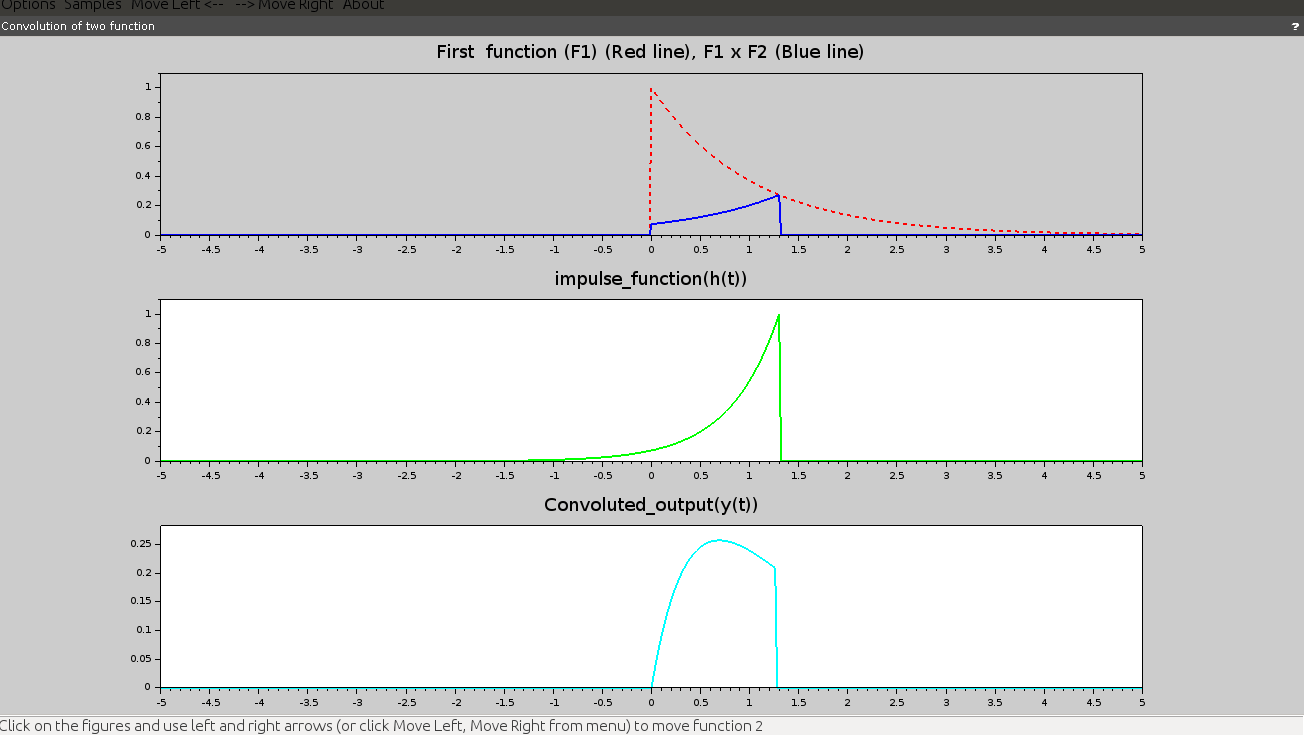 Options Samples Move Left <-- --> Move Right About
Convolution of two function ?
First function (F1) (Red line), F1 x F2 (Blue line)
1
0.8
0.6
0.4
0.2
0
-5 -4.5 -4 -3.5 -3 -2.5 -2 -1.5 -1 -0.5 0 0.5 1 1.5 2 2.5 3 3.5 4 4.5 5
impulse_function(h(t))
1
0.8
0.6
0.4
0.2
0
-5 -4.5 -4 -3.5 -3 -2.5 -2 -1.5 -1 -0.5 0 0.5 1 1.5 2 2.5 3 3.5 4 4.5 5
Convoluted_output(y(t))
0.25
0.2
0.15
0.1
0.05
0
-5 -4.5 -4 -3.5 -3 -2.5 -2 -1.5 -1 -0.5 0 0.5 1 1.5 2 2.5 3 3.5 4 4.5 5
Click on the figures and use left and right arrows (or click Move Left, Move Right from menu) to move function 2